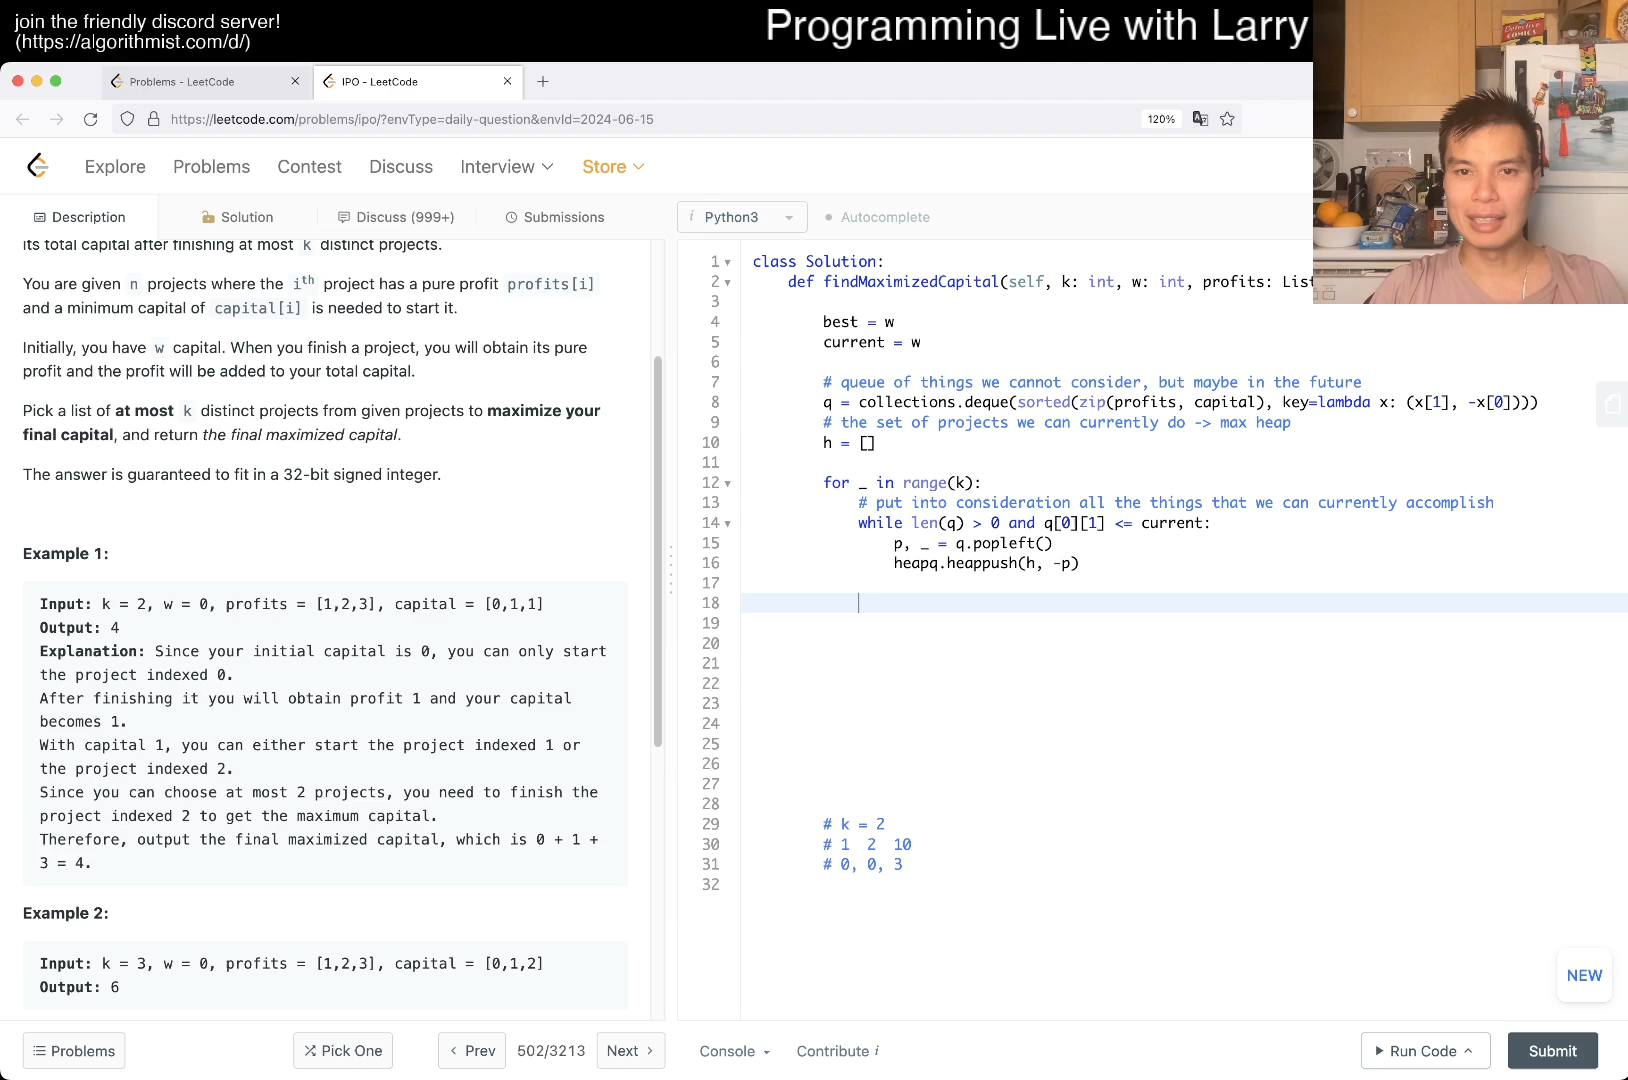 join the friendly discord server!
(https://algorithmist.com/d/)
Programming Live with Larry
Problems - LeetCode
IPO - LeetCode
https://leetcode.com/problems/ipo/?envType=daily-question&envId=2024-06-15
120%
Explore
Problems
Contest
Discuss
Interview
Store
Description
Solution
Discuss (999+)
Submissions
i Python3
Autocomplete
its total capital after finishing at most k distinct projects.
You are given n projects where the ith project has a pure profit profits[i]
and a minimum capital of capital[i] is needed to start it.
Initially, you have w capital. When you finish a project, you will obtain its pure
profit and the profit will be added to your total capital.
Pick a list of at most k distinct projects from given projects to maximize your
final capital, and return the final maximized capital.
The answer is guaranteed to fit in a 32-bit signed integer.
Example 1:
Input: k = 2, w = 0, profits = [1,2,3], capital = [0,1,1]
Output: 4
Explanation: Since your initial capital is 0, you can only start
the project indexed 0.
After finishing it you will obtain profit 1 and your capital
becomes 1.
With capital 1, you can either start the project indexed 1 or
the project indexed 2.
Since you can choose at most 2 projects, you need to finish the
project indexed 2 to get the maximum capital.
Therefore, output the final maximized capital, which is 0 + 1 +
3 = 4.
Example 2:
Input: k = 3, w = 0, profits = [1,2,3], capital = [0,1,2]
Output: 6
1 class Solution:
2 def findMaximizedCapital(self, k: int, w: int, profits: List
3
4 best = w
5 current = w
6
7 # queue of things we cannot consider, but maybe in the future
8 q = collections.deque(sorted(zip(profits, capital), key=lambda x: (x[1], -x[0])))
9 # the set of projects we can currently do -> max heap
10 h = []
11
12 for _ in range(k):
13 # put into consideration all the things that we can currently accomplish
14 while len(q) > 0 and q[0][1] <= current:
15 p, _ = q.popleft()
16 heapq.heappush(h, -p)
17
18
19
20
21
22
23
24
25
26
27
28
29 # k = 2
30 # 1 2 10
31 # 0, 0, 3
32
NEW
Problems
Pick One
Prev
502/3213
Next
Console
Contribute i
Run Code
Submit